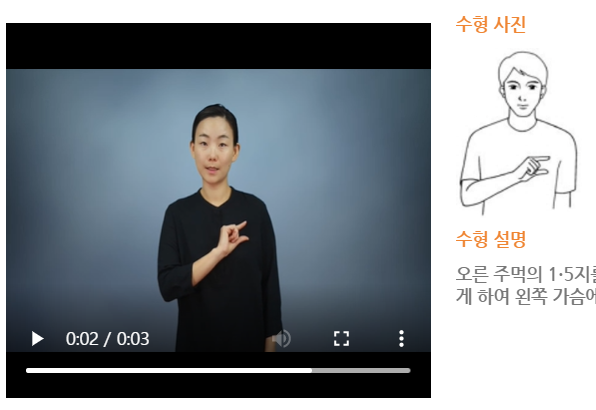 수형 사진
0:02 / 0:03
수형 설명
오른 주먹의 1·5지를
게 하여 왼쪽 가슴에